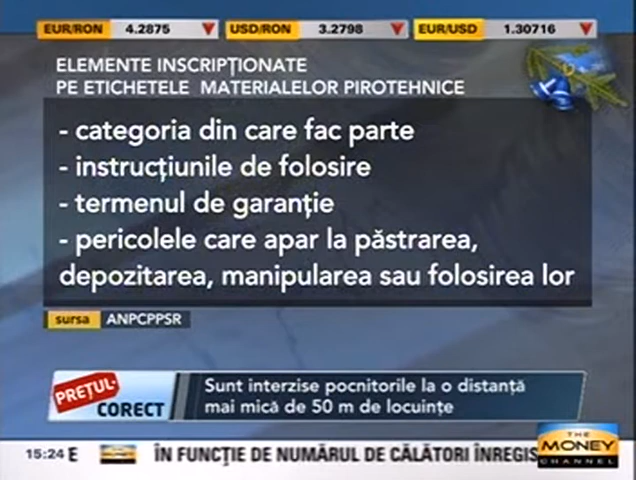 EUR/RON 4.2875 USD/RON 3.2798 EUR/USD 1.30716
ELEMENTE INSCRIPȚIONATE
PE ETICHETELE MATERIALELOR PIROTEHNICE
- categoria din care fac parte
- instrucțiunile de folosire
- termenul de garanție
- pericolele care apar la păstrarea,
depozitarea, manipularea sau folosirea lor
sursa ANPCPPSR
PREȚUL CORECT
Sunt interzise pocnitorile la o distanță
mai mică de 50 m de locuințe
15:24 E ÎN FUNCȚIE DE NUMĂRUL DE CĂLĂTORI ÎNREGIS
THE
MONEY
CHANNEL